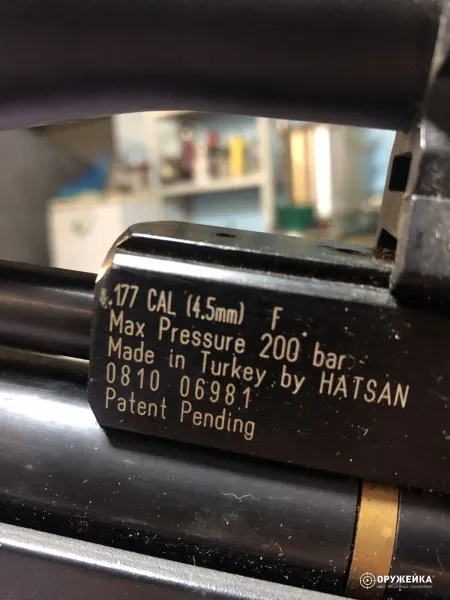 .177 CAL (4.5mm) F
Max Pressure 200 bar
Made in Turkey by HATSAN
0810 06981
Patent Pending
ОРУЖЕЙКА